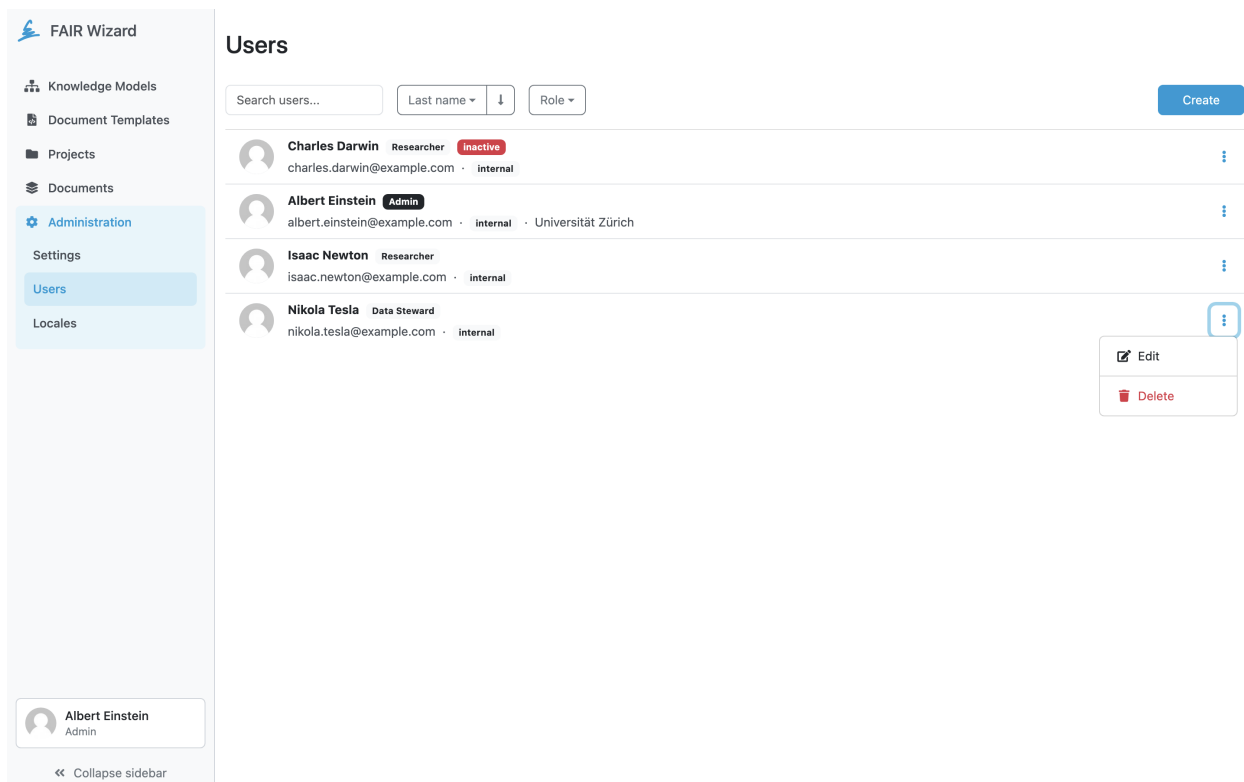 FAIR Wizard
Knowledge Models
Document Templates
Projects
Documents
Administration
Settings
Users
Locales
Albert Einstein
Admin
Collapse sidebar
Users
Search users...
Last name
Role
Create
Charles Darwin Researcher inactive
charles.darwin@example.com · internal
Albert Einstein Admin
albert.einstein@example.com · internal · Universität Zürich
Isaac Newton Researcher
isaac.newton@example.com · internal
Nikola Tesla Data Steward
nikola.tesla@example.com · internal
Edit
Delete